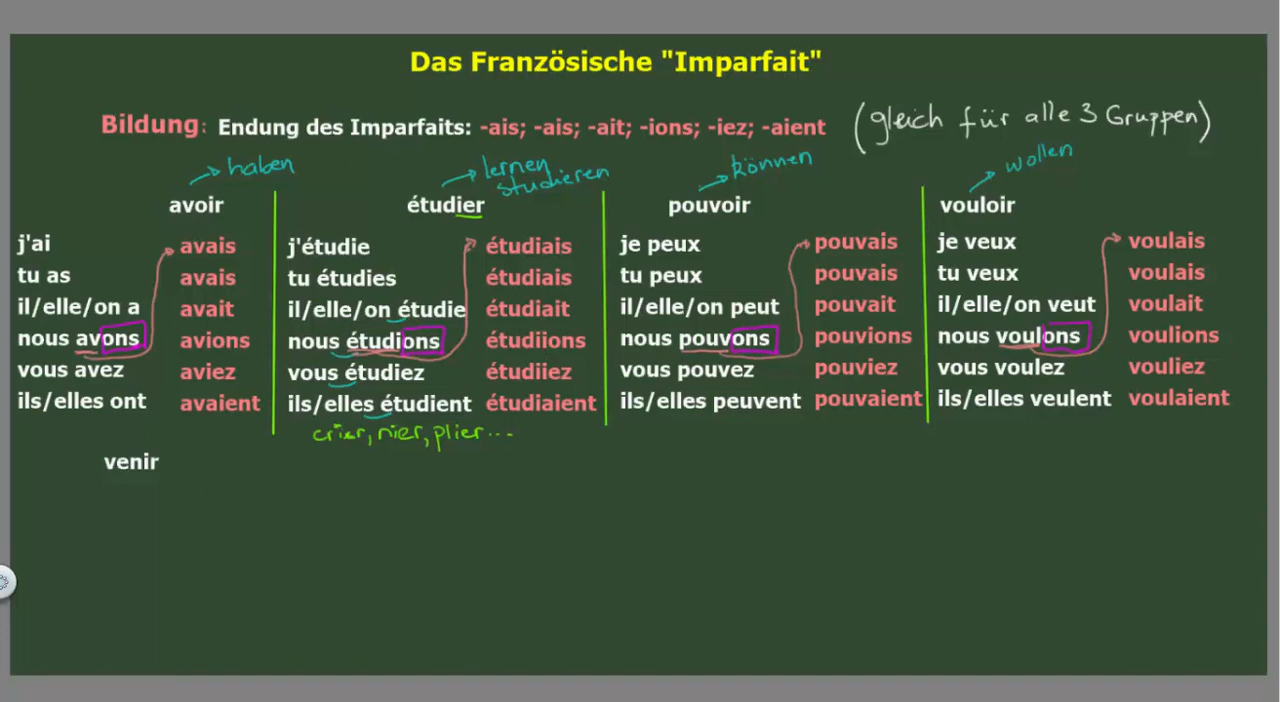 Das Französische "Imparfait"
Bildung: Endung des Imparfaits: -ais; -ais; -ait; -ions; -iez; -aient (gleich für alle 3 Gruppen)
haben
avoir
j'ai avais
tu as avais
il/elle/on a avait
nous avons avions
vous avez aviez
ils/elles ont avaient
lernen
studieren
étudier
j'étudie étudiais
tu étudies étudiais
il/elle/on étudie étudiait
nous étudions étudiions
vous étudiez étudiiez
ils/elles étudient étudiaient
crier, nier, plier...
können
pouvoir
je peux pouvais
tu peux pouvais
il/elle/on peut pouvait
nous pouvons pouvions
vous pouvez pouviez
ils/elles peuvent pouvaient
wollen
vouloir
je veux voulais
tu veux voulais
il/elle/on veut voulait
nous voulons voulions
vous voulez vouliez
ils/elles veulent voulaient
venir